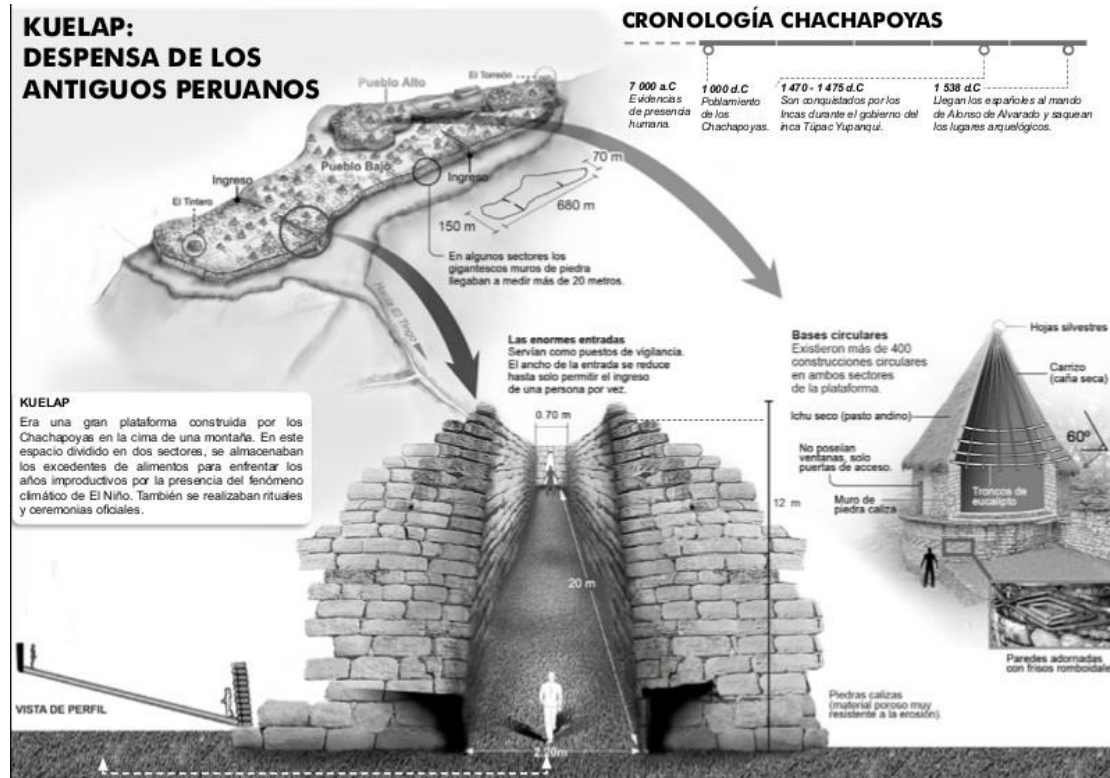 KUELAP:
DESPENSA DE LOS
ANTIGUOS PERUANOS
CRONOLOGÍA CHACHAPOYAS
7 000 a.C
Evidencias
de presencia
humana.
1 000 d.C
Poblamiento
de los
Chachapoyas.
1 470 - 1 475 d.C
Son conquistados por los
Incas durante el gobierno del
inca Túpac Yupanqui.
1 538 d.C
Llegan los españoles al mando
de Alonso de Alvarado y saquean
los lugares arqueológicos.
El Torreón
Pueblo Alto
Pueblo Bajo
Ingreso
Ingreso
El Tintero
70 m
680 m
150 m
En algunos sectores los
gigantescos muros de piedra
llegaban a medir más de 20 metros.
Hacia El Tingo
Las enormes entradas
Servían como puestos de vigilancia.
El ancho de la entrada se reduce
hasta solo permitir el ingreso
de una persona por vez.
0.70 m
12 m
20 m
2.20m
KUELAP
Era una gran plataforma construida por los
Chachapoyas en la cima de una montaña. En este
espacio dividido en dos sectores, se almacenaban
los excedentes de alimentos para enfrentar los
años improductivos por la presencia del fenómeno
climático de El Niño. También se realizaban rituales
y ceremonias oficiales.
VISTA DE PERFIL
Bases circulares
Existieron más de 400
construcciones circulares
en ambos sectores
de la plataforma.
Hojas silvestres
Carrizo
(caña seca)
Ichu seco (pasto andino)
60º
No poseían
ventanas, solo
puertas de acceso.
Troncos de
eucalipto
Muro de
piedra caliza
Paredes adornadas
con frisos romboidale
Piedras calizas
(material poroso muy
resistente a la erosión).